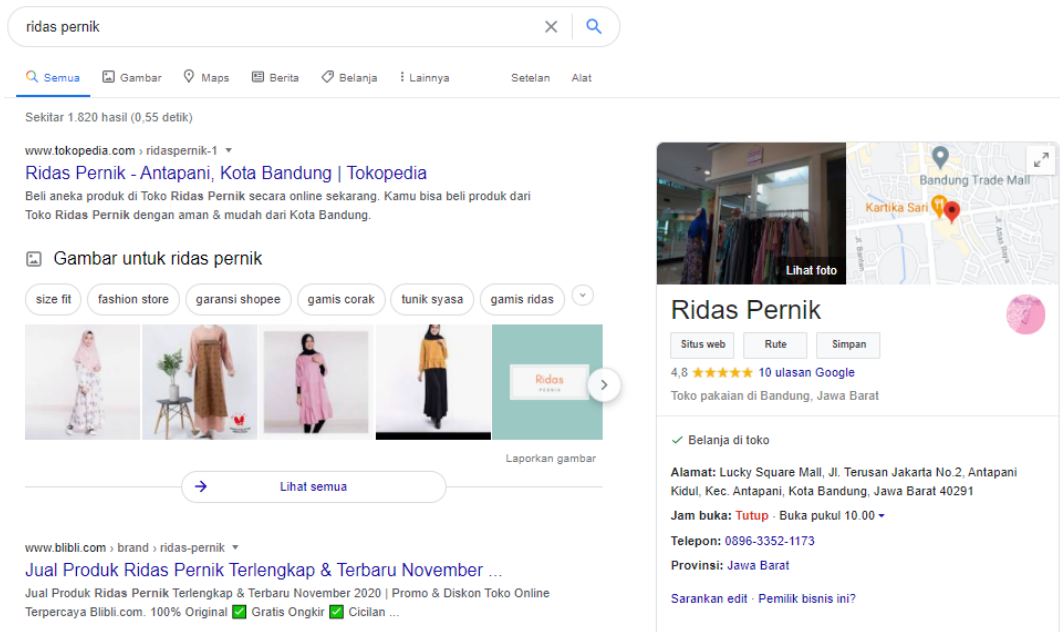 ridas pernik
Semua
Gambar
Maps
Berita
Belanja
Lainnya
Setelan
Alat
Sekitar 1.820 hasil (0,55 detik)
www.tokopedia.com › ridaspernik-1
Ridas Pernik - Antapani, Kota Bandung | Tokopedia
Beli aneka produk di Toko Ridas Pernik secara online sekarang. Kamu bisa beli produk dari
Toko Ridas Pernik dengan aman & mudah dari Kota Bandung.
Gambar untuk ridas pernik
size fit
fashion store
garansi shopee
gamis corak
tunik syasa
gamis ridas
Ridas
PERNIK
Laporkan gambar
Lihat semua
www.blibli.com › brand › ridas-pernik
Jual Produk Ridas Pernik Terlengkap & Terbaru November ...
Jual Produk Ridas Pernik Terlengkap & Terbaru November 2020 | Promo & Diskon Toko Online
Terpercaya Blibli.com. 100% Original ✅ Gratis Ongkir ✅ Cicilan ...
Lihat foto
Bandung Trade Mall
Kartika Sari
Jl. Banten
Ridas Pernik
Situs web
Rute
Simpan
4,8 ★★★★★ 10 ulasan Google
Toko pakaian di Bandung, Jawa Barat
✓ Belanja di toko
Alamat: Lucky Square Mall, Jl. Terusan Jakarta No.2, Antapani
Kidul, Kec. Antapani, Kota Bandung, Jawa Barat 40291
Jam buka: Tutup · Buka pukul 10.00
Telepon: 0896-3352-1173
Provinsi: Jawa Barat
Sarankan edit · Pemilik bisnis ini?